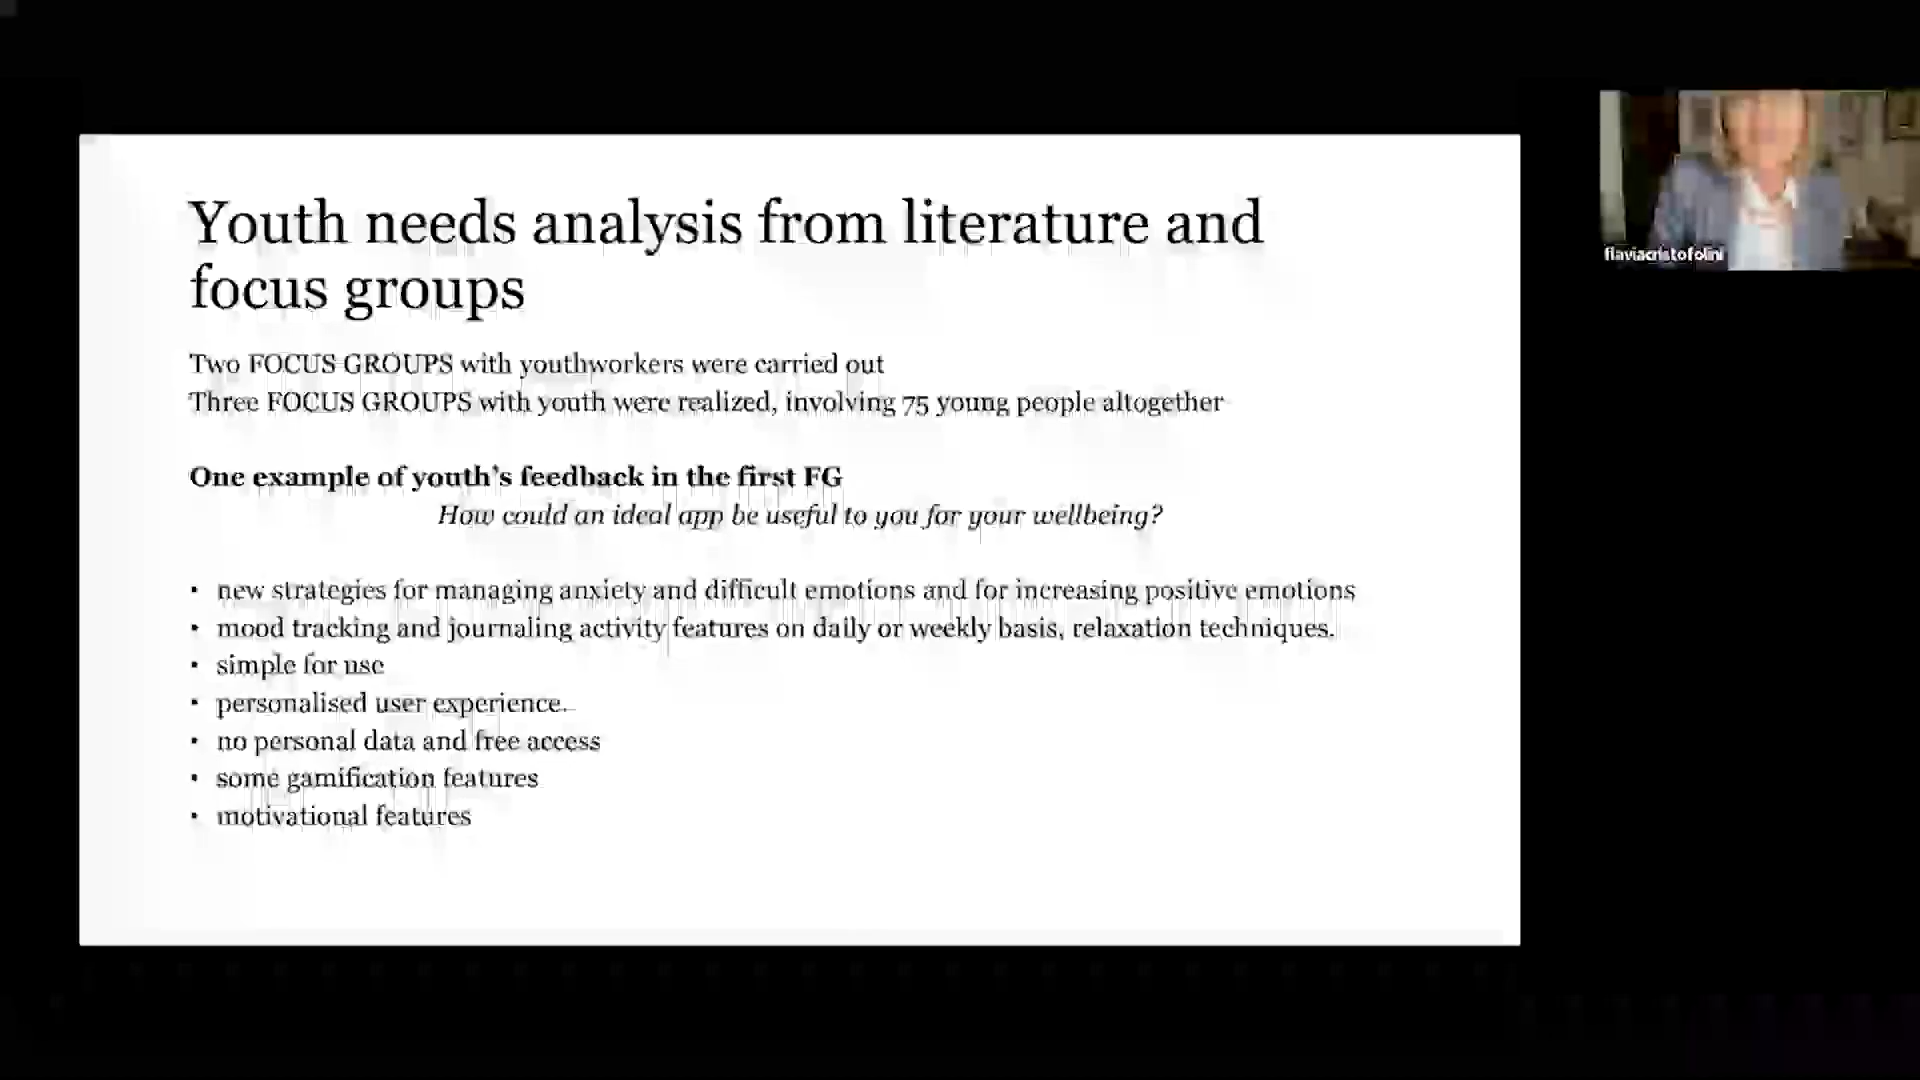 Youth needs analysis from literature and
focus groups
Two FOCUS GROUPS with youthworkers were carried out
Three FOCUS GROUPS with youth were realized, involving 75 young people altogether
One example of youth's feedback in the first FG
How could an ideal app be useful to you for your wellbeing?
• new strategies for managing anxiety and difficult emotions and for increasing positive emotions
• mood tracking and journaling activity features on daily or weekly basis, relaxation techniques.
• simple for use
• personalised user experience.
• no personal data and free access
• some gamification features
• motivational features
flaviacristofolini